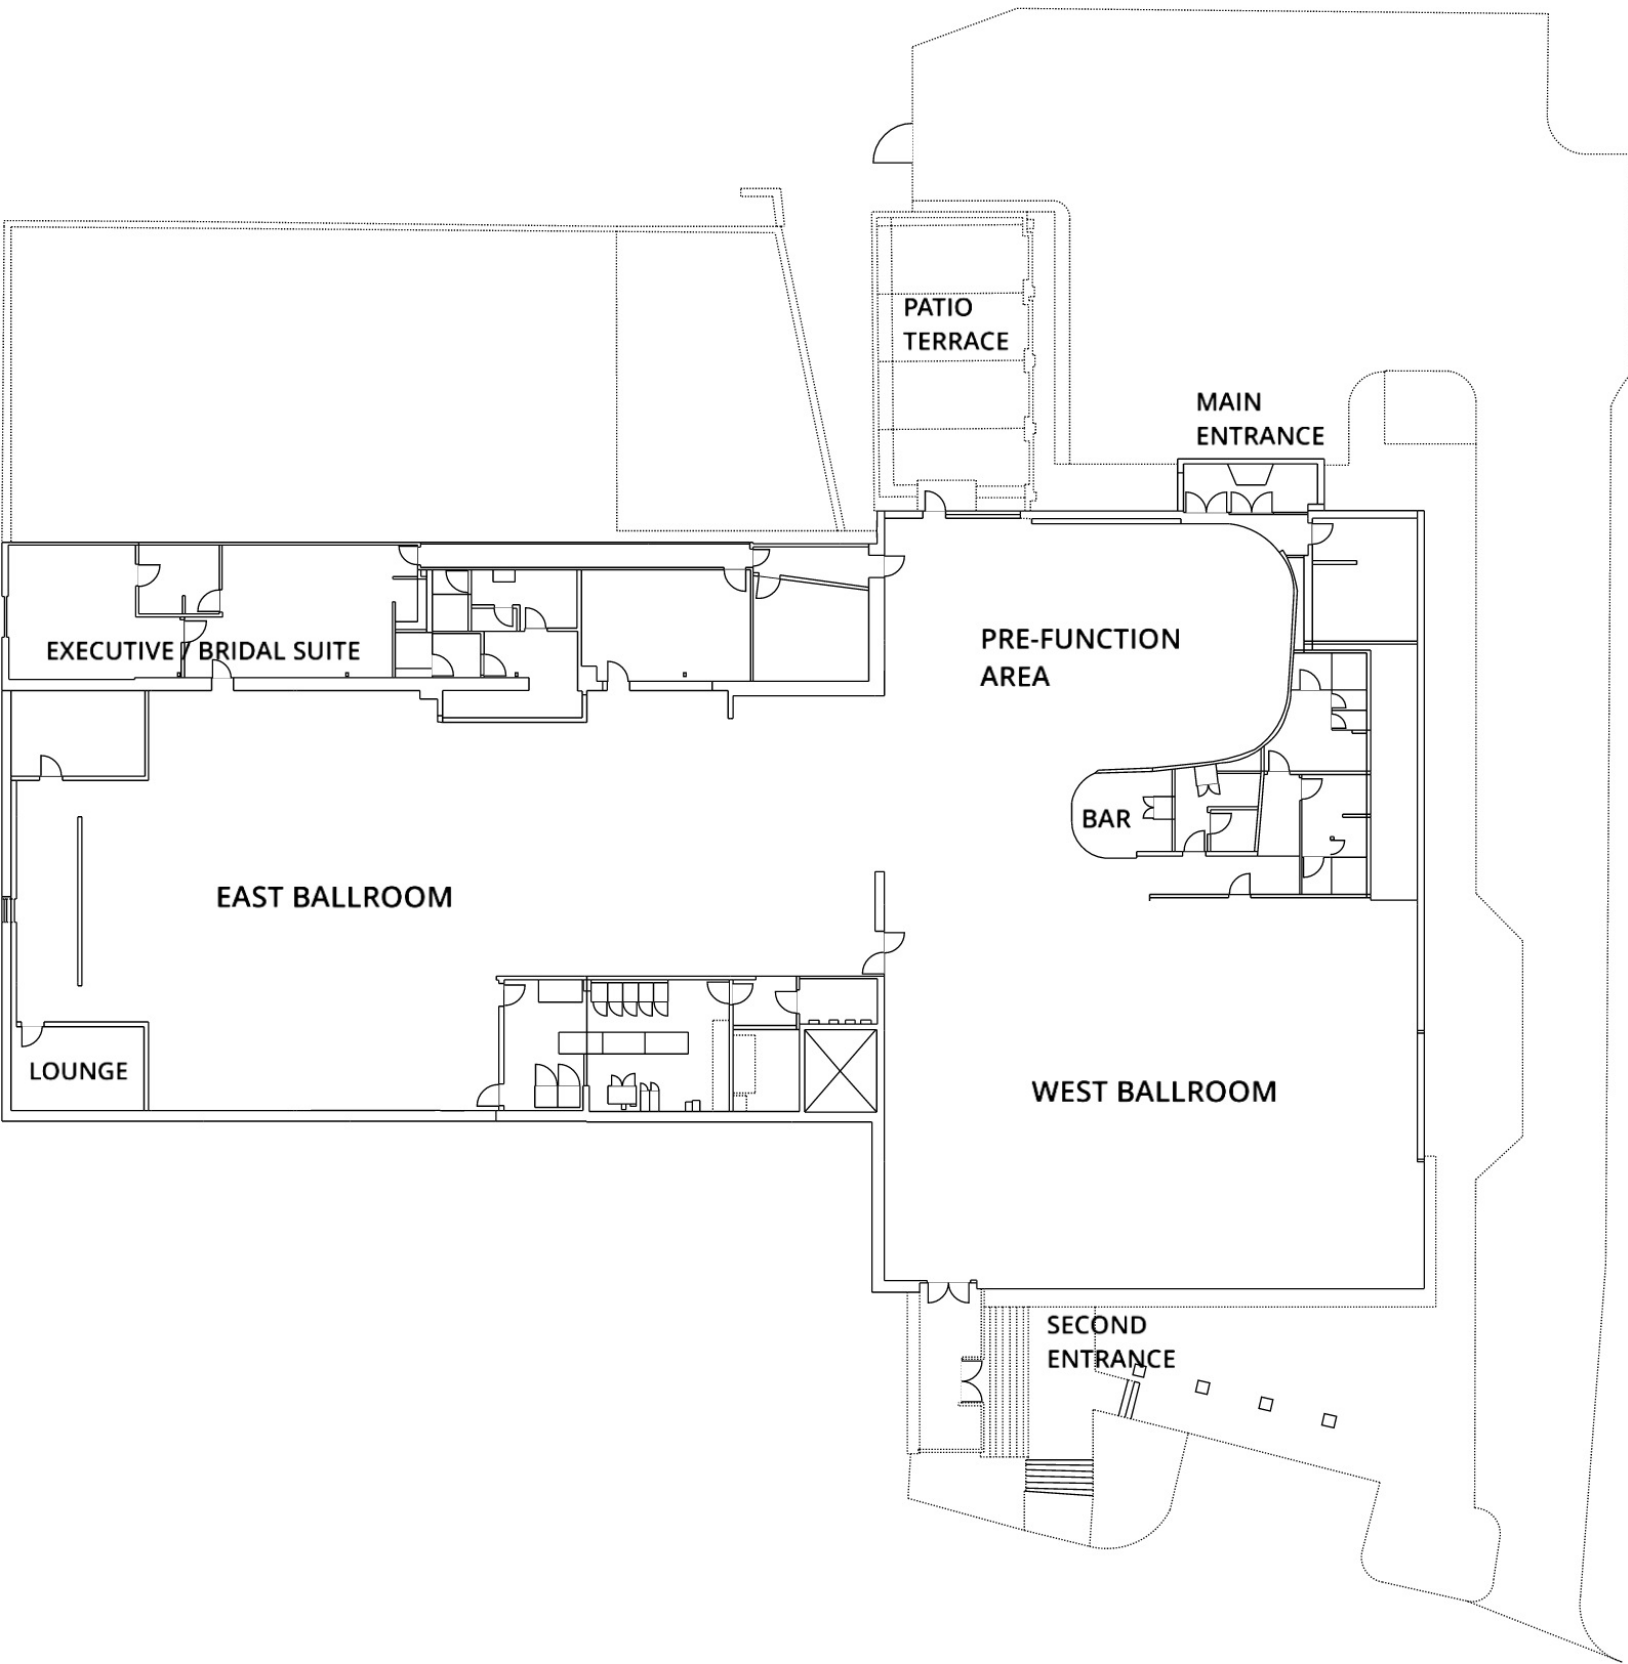 PATIO
TERRACE
MAIN
ENTRANCE
EXECUTIVE / BRIDAL SUITE
PRE-FUNCTION
AREA
BAR
EAST BALLROOM
LOUNGE
WEST BALLROOM
SECOND
ENTRANCE